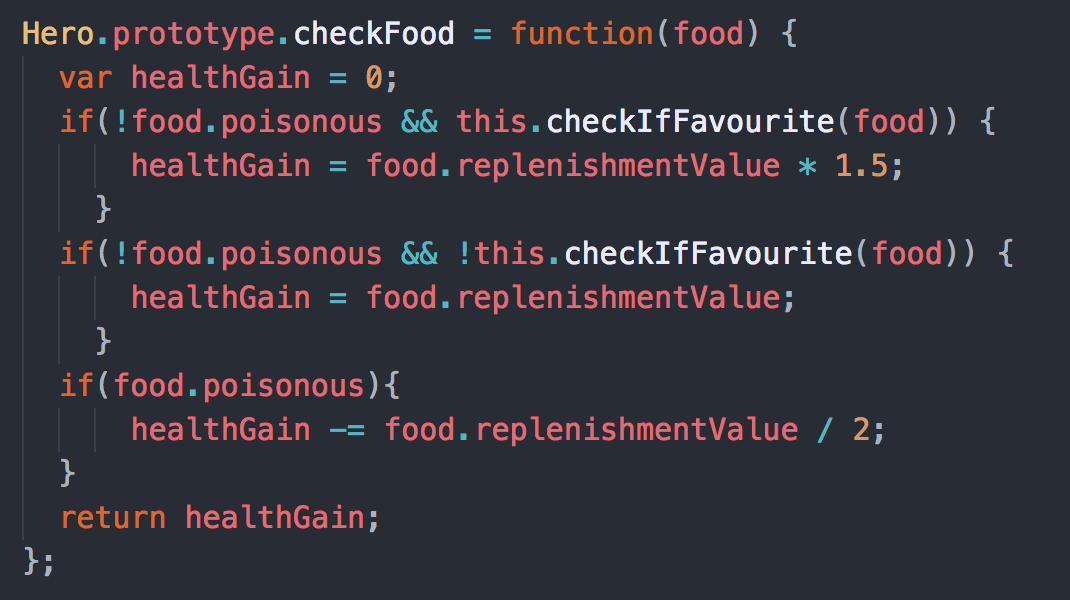 Hero.prototype.checkFood = function(food) {
  var healthGain = 0;
  if(!food.poisonous && this.checkIfFavourite(food)) {
      healthGain = food.replenishmentValue * 1.5;
    }
  if(!food.poisonous && !this.checkIfFavourite(food)) {
      healthGain = food.replenishmentValue;
    }
  if(food.poisonous){
      healthGain -= food.replenishmentValue / 2;
  }
  return healthGain;
};